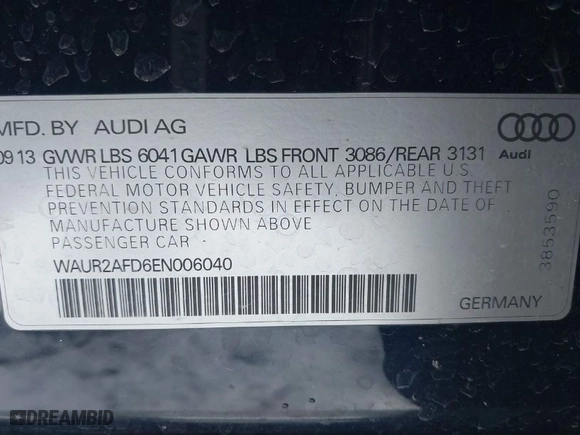 MFD. BY AUDI AG
09 13 GVWR LBS 6041 GAWR LBS FRONT 3086/REAR 3131
THIS VEHICLE CONFORMS TO ALL APPLICABLE U.S.
FEDERAL MOTOR VEHICLE SAFETY, BUMPER AND THEFT
PREVENTION STANDARDS IN EFFECT ON THE DATE OF
MANUFACTURE SHOWN ABOVE
PASSENGER CAR
WAUR2AFD6EN006040
Audi
3853590
GERMANY
DREAMBID